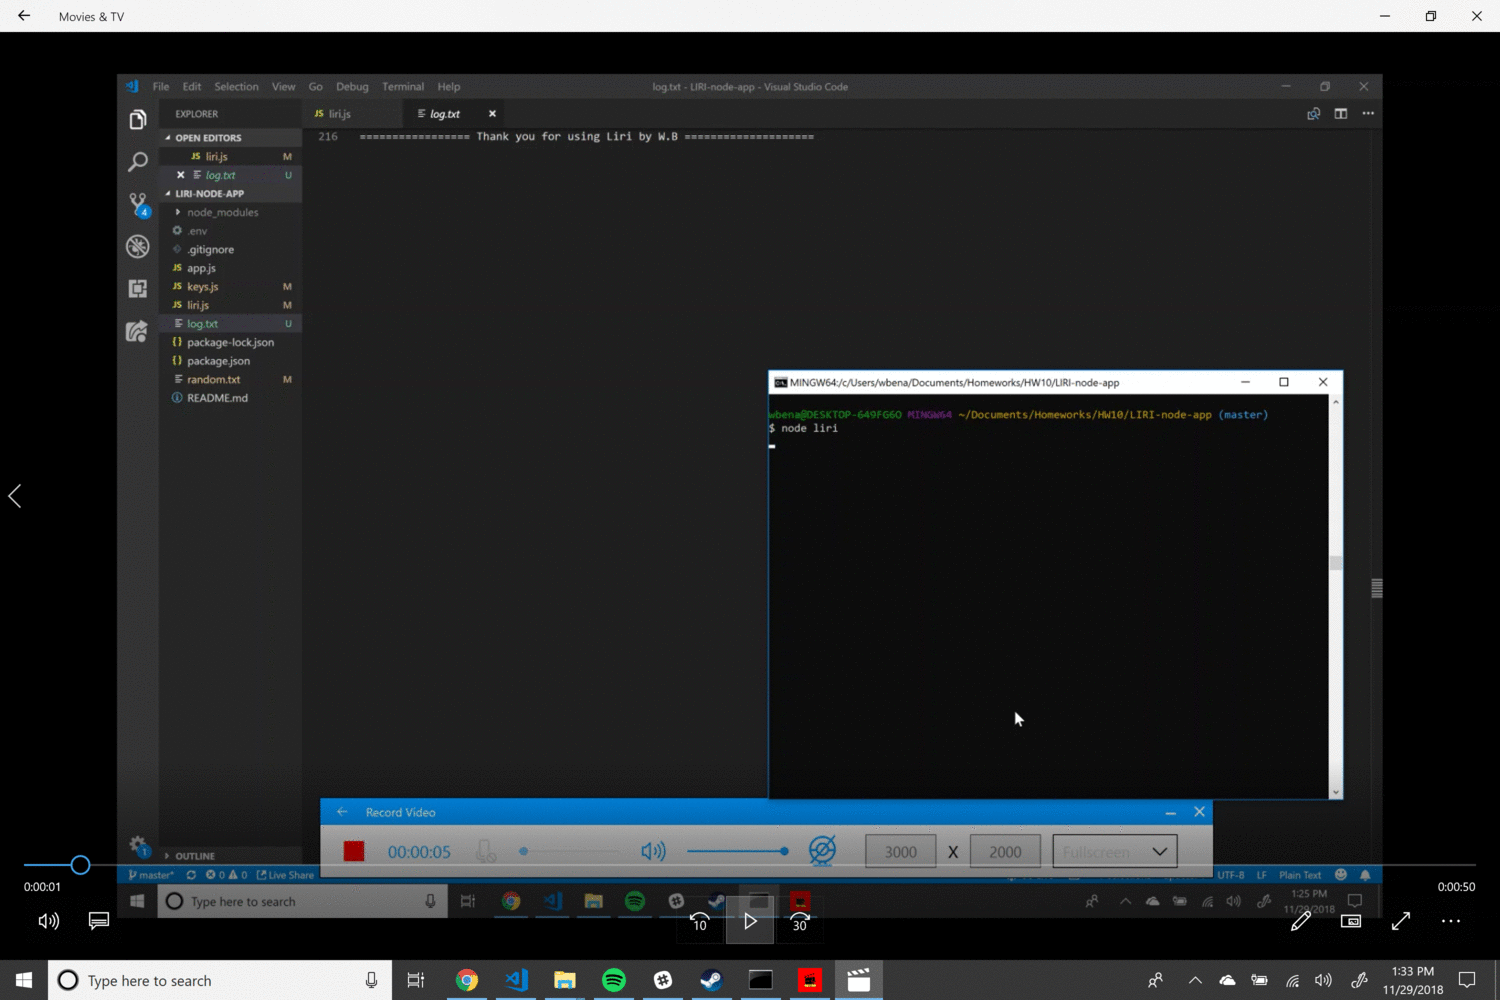 Movies & TV
File Edit Selection View Go Debug Terminal Help
log.txt - LIRI-node-app - Visual Studio Code
EXPLORER
JS liri.js
log.txt
OPEN EDITORS
216 ================= Thank you for using Liri by W.B ====================
JS liri.js M
log.txt U
LIRI-NODE-APP
node_modules
4
.env
.gitignore
JS app.js
JS keys.js M
JS liri.js M
log.txt U
{} package-lock.json
{} package.json
random.txt M
README.md
MINGW64:/c/Users/wbena/Documents/Homeworks/HW10/LIRI-node-app
wbena@DESKTOP-649FG6O MINGW64 ~/Documents/Homeworks/HW10/LIRI-node-app (master)
$ node liri
Record Video
00:00:05
3000 X 2000 Fullscreen
1
OUTLINE
master* 0 0 Live Share
UTF-8 LF Plain Text
0:00:01
0:00:50
Type here to search
1:25 PM
11/29/2018
10
30
Type here to search
1:33 PM
11/29/2018